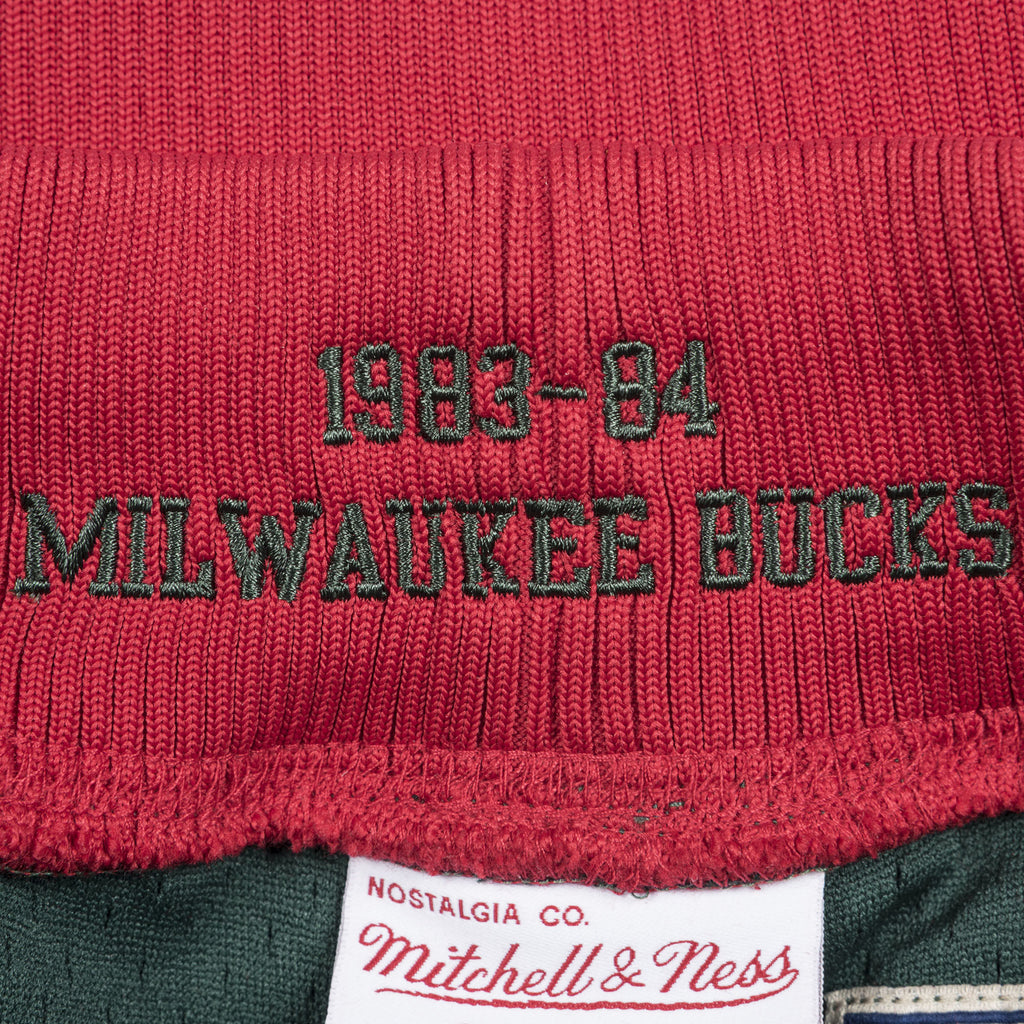 1983-84
MILWAUKEE BUCKS
NOSTALGIA CO.
Mitchell & Ness